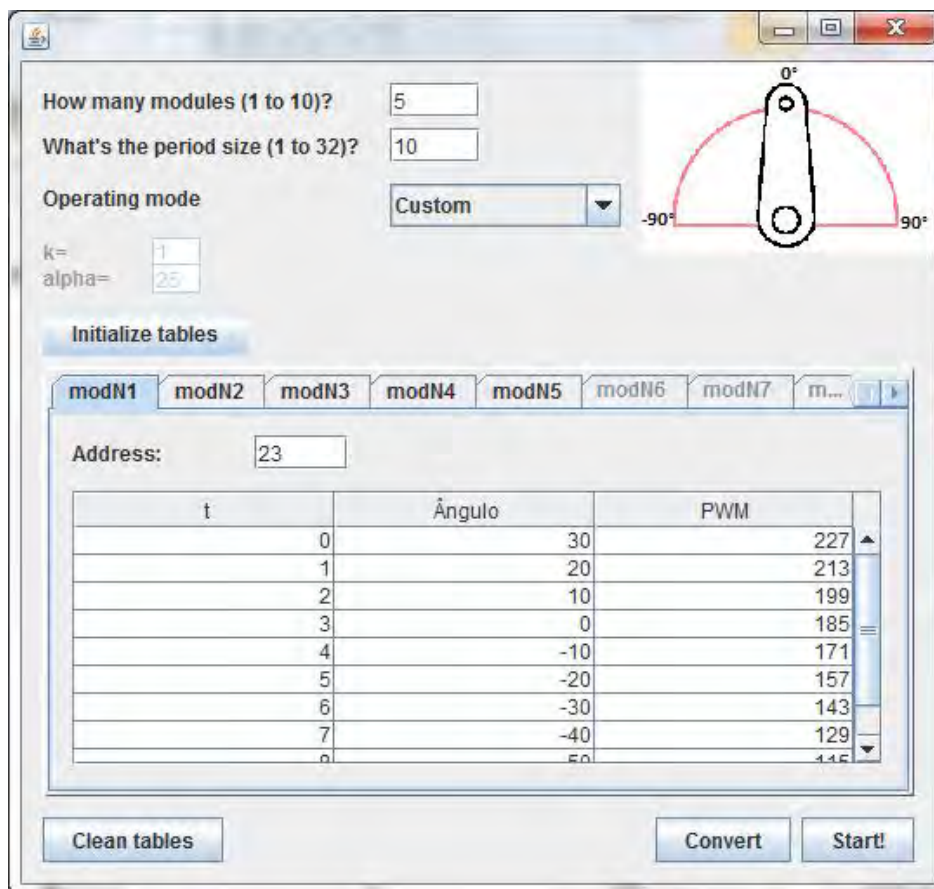 0°
How many modules (1 to 10)? 5
What's the period size (1 to 32)? 10
Operating mode Custom
-90° 90°
k= 1
alpha= 25
Initialize tables
modN1 modN2 modN3 modN4 modN5 modN6 modN7 m...
Address: 23
t Ângulo PWM
0 30 227
1 20 213
2 10 199
3 0 185
4 -10 171
5 -20 157
6 -30 143
7 -40 129
Clean tables Convert Start!